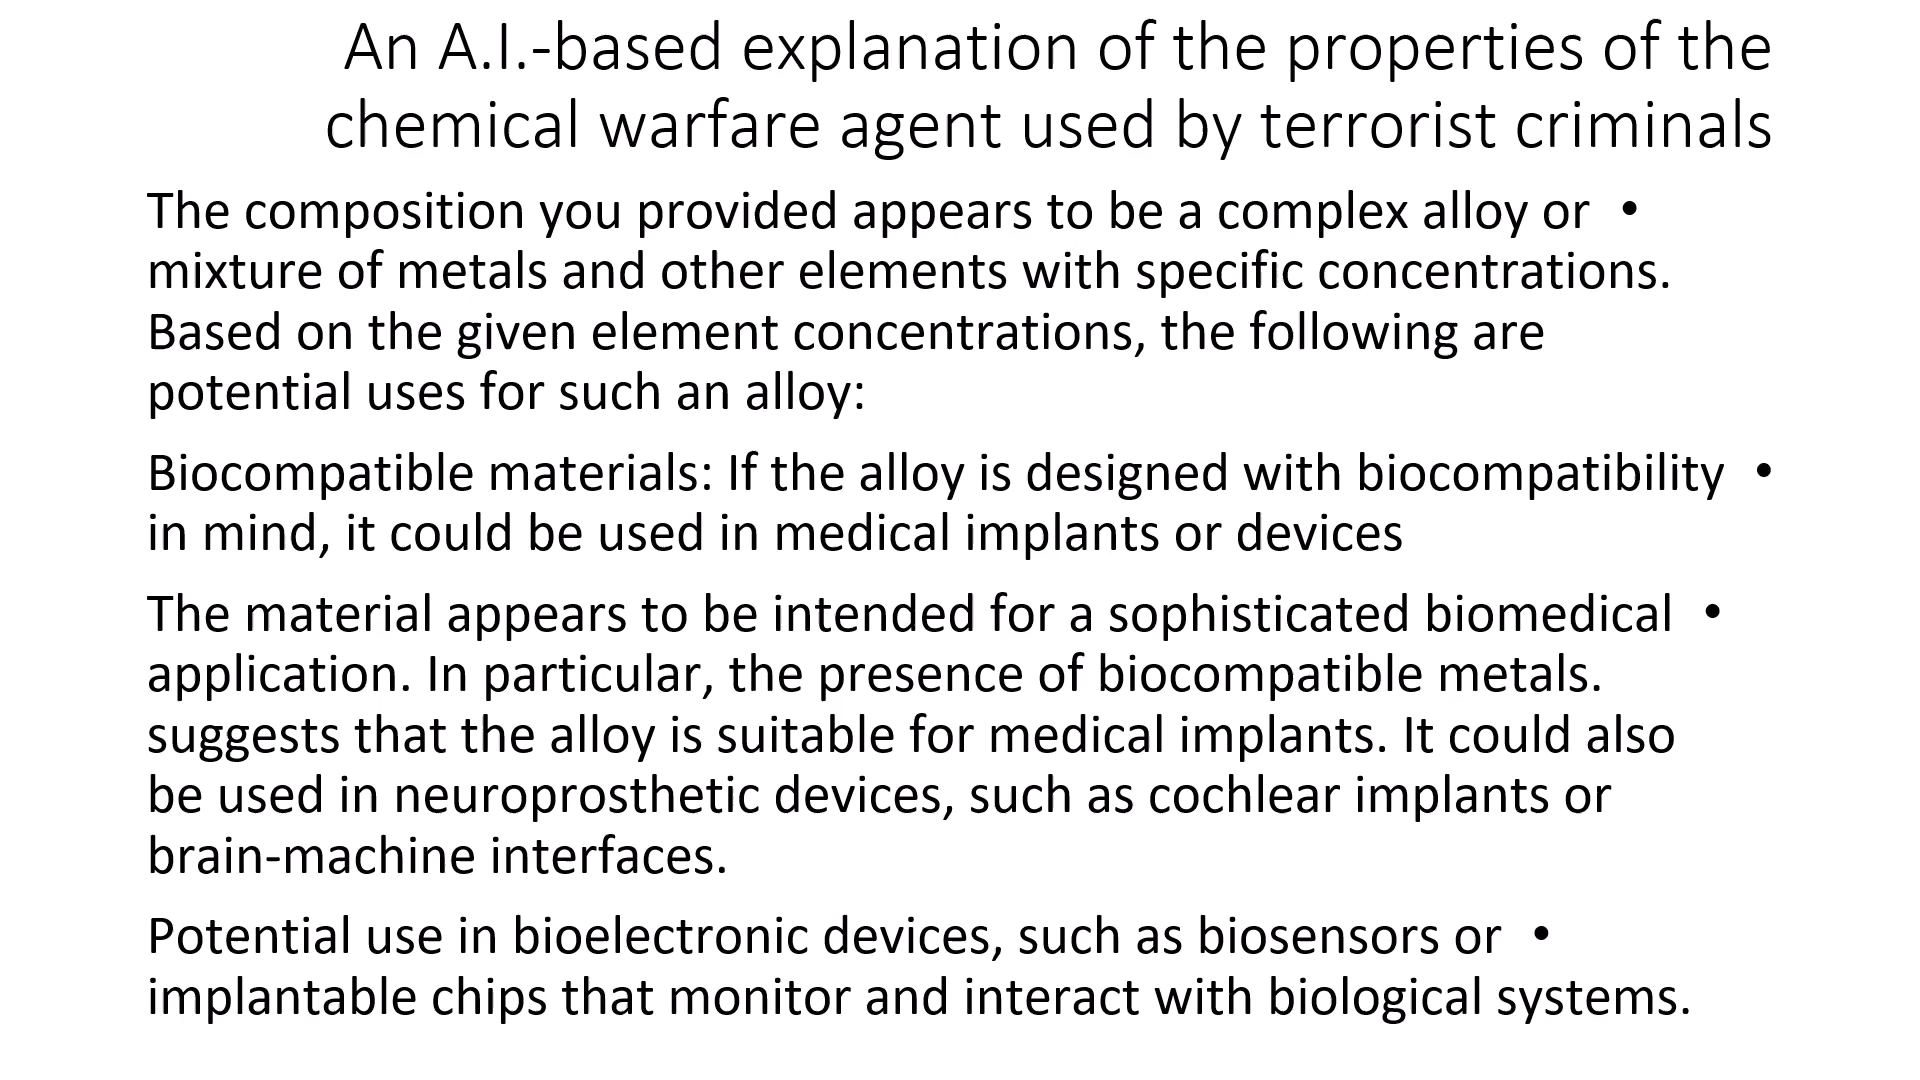 An A.I.-based explanation of the properties of the
chemical warfare agent used by terrorist criminals
The composition you provided appears to be a complex alloy or •
mixture of metals and other elements with specific concentrations.
Based on the given element concentrations, the following are
potential uses for such an alloy:
Biocompatible materials: If the alloy is designed with biocompatibility •
in mind, it could be used in medical implants or devices
The material appears to be intended for a sophisticated biomedical •
application. In particular, the presence of biocompatible metals.
suggests that the alloy is suitable for medical implants. It could also
be used in neuroprosthetic devices, such as cochlear implants or
brain-machine interfaces.
Potential use in bioelectronic devices, such as biosensors or •
implantable chips that monitor and interact with biological systems.